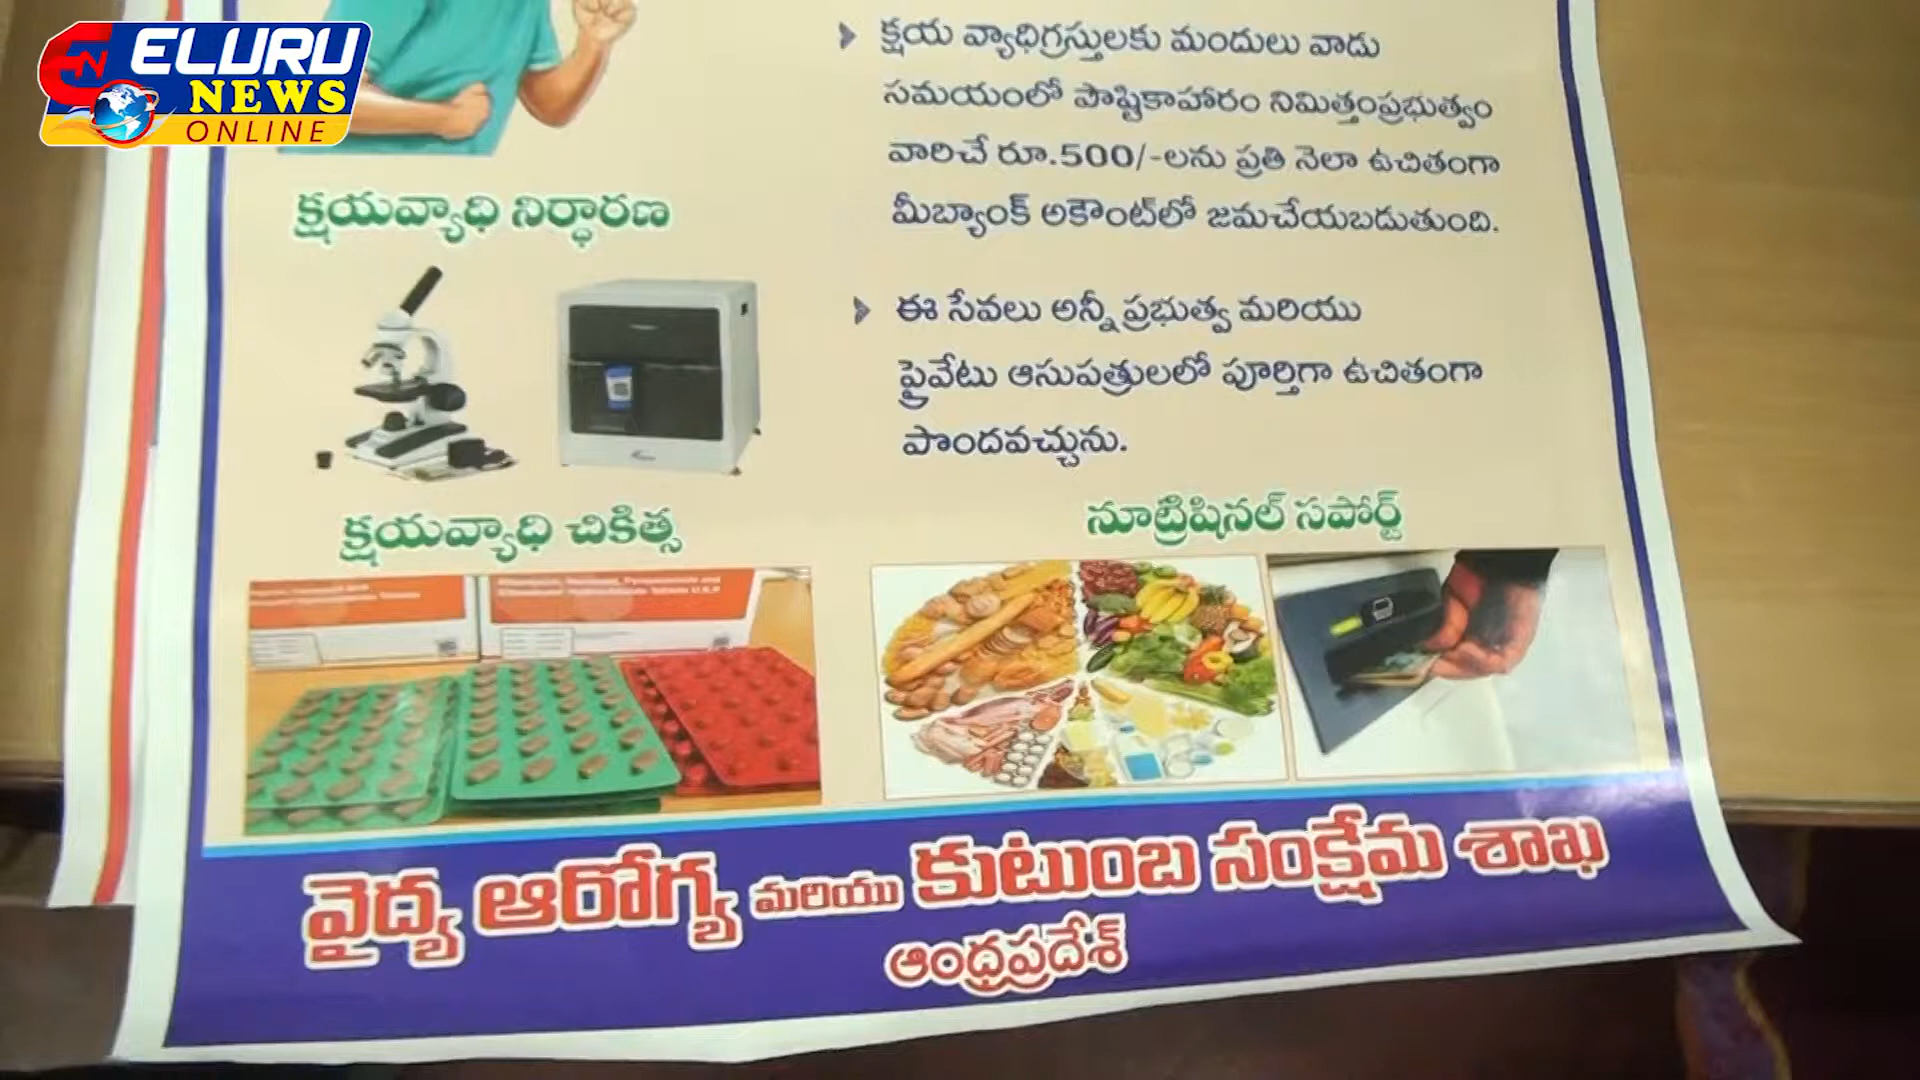 ELURU
NEWS
ONLINE
క్షయ వ్యాధిగ్రస్తులకు మందులు వాడు
సమయంలో పౌష్టికాహారం నిమిత్తంప్రభుత్వం
వారిచే రూ.500/-లను ప్రతి నెలా ఉచితంగా
మీబ్యాంక్ అకౌంట్‌లో జమచేయబడుతుంది.
ఈ సేవలు అన్నీ ప్రభుత్వ మరియు
ప్రైవేటు ఆసుపత్రులలో పూర్తిగా ఉచితంగా
పొందవచ్చును.
క్షయవ్యాధి నిర్ధారణ
క్షయవ్యాధి చికిత్స
నూట్రిషినల్ సపోర్ట్
వైద్య ఆరోగ్య మరియు కుటుంబ సంక్షేమ శాఖ
ఆంధ్రప్రదేశ్